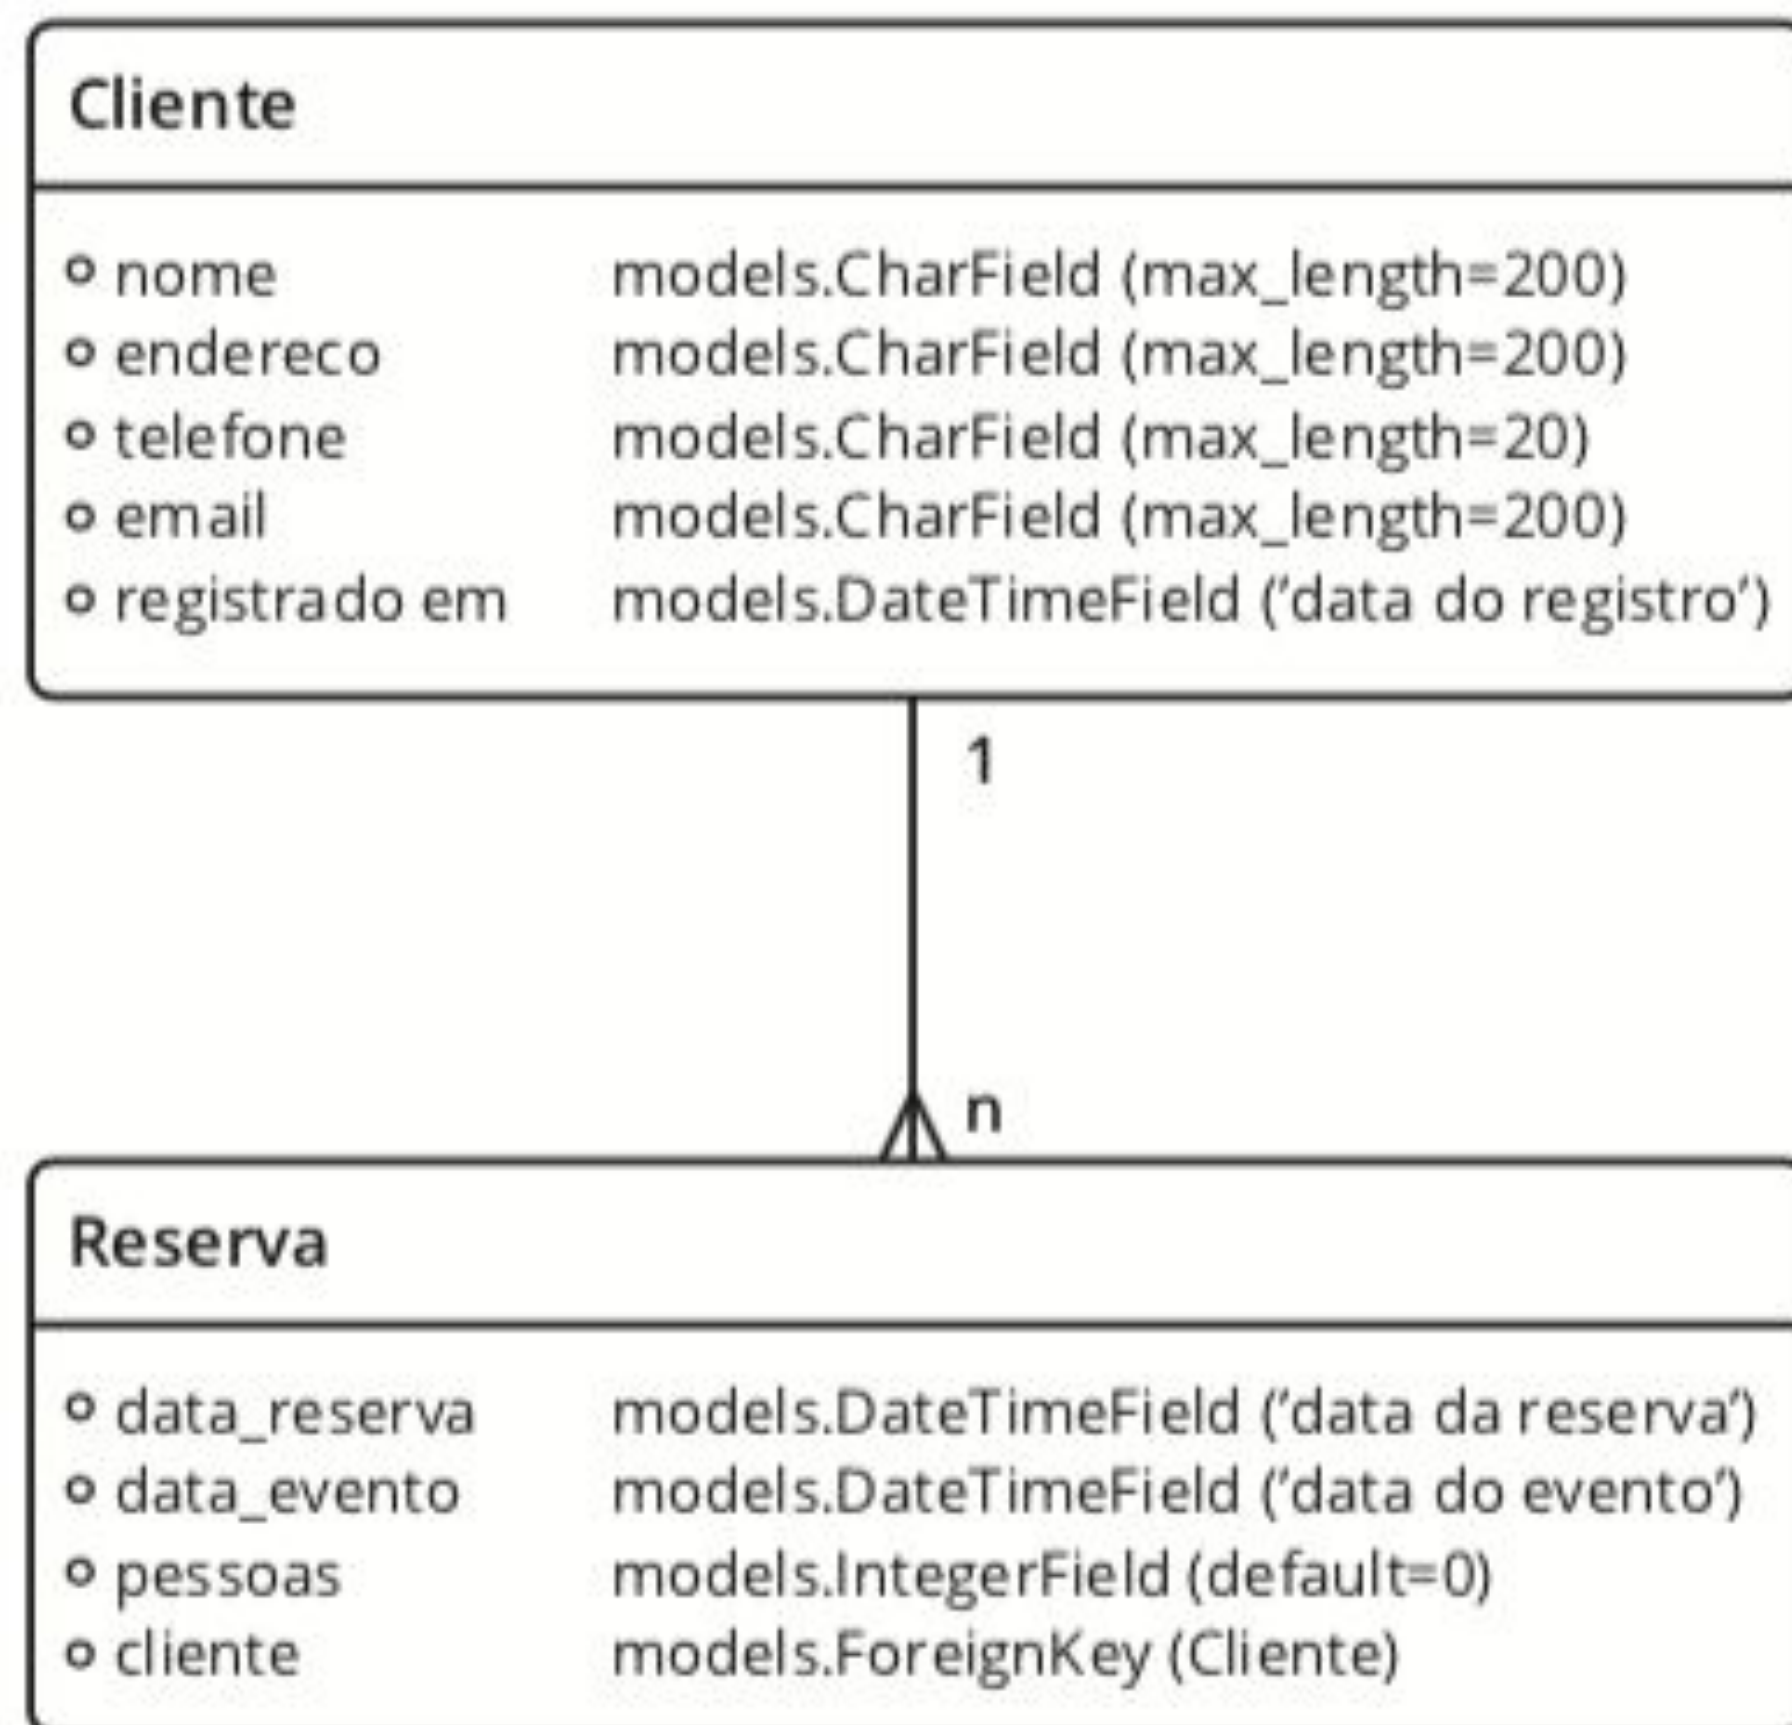 Cliente
nome models.CharField (max_length=200)
endereco models.CharField (max_length=200)
telefone models.CharField (max_length=20)
email models.CharField (max_length=200)
registrado em models.DateTimeField (’data do registro’)
1
n
Reserva
data_reserva models.DateTimeField (’data da reserva’)
data_evento models.DateTimeField (’data do evento’)
pessoas models.IntegerField (default=0)
cliente models.ForeignKey (Cliente)